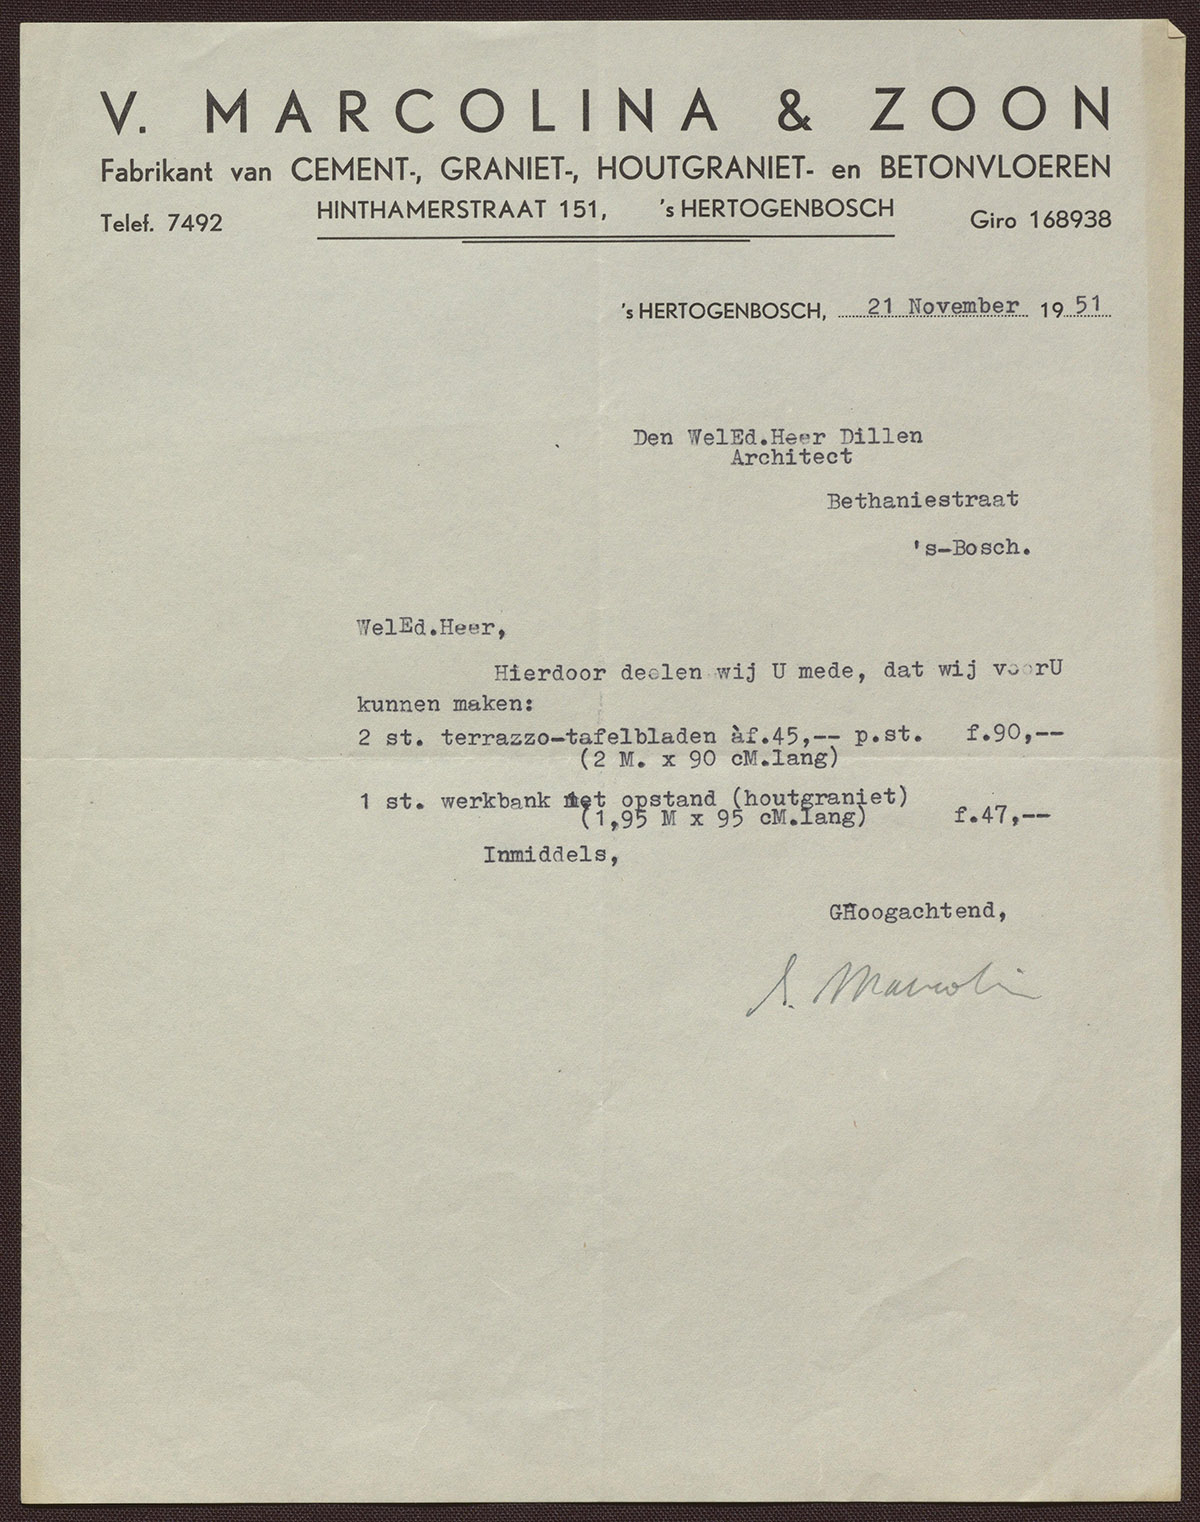 V. MARCOLINA & ZOON
Fabrikant van CEMENT-, GRANIET-, HOUTGRANIET- en BETONVLOEREN
Telef. 7492 HINTHAMERSTRAAT 151, 's HERTOGENBOSCH Giro 168938
's HERTOGENBOSCH, 21 November 19 51
Den WelEd.Heer Dillen
Architect
Bethaniestraat
's-Bosch.
WelEd.Heer,
Hierdoor deelen wij U mede, dat wij voorU
kunnen maken:
2 st. terrazzo-tafelbladen àf.45,-- p.st. f.90,--
(2 M. x 90 cM.lang)
1 st. werkbank met opstand (houtgraniet)
(1,95 M x 95 cM.lang) f.47,--
Inmiddels,
GHoogachtend,
Marcolin